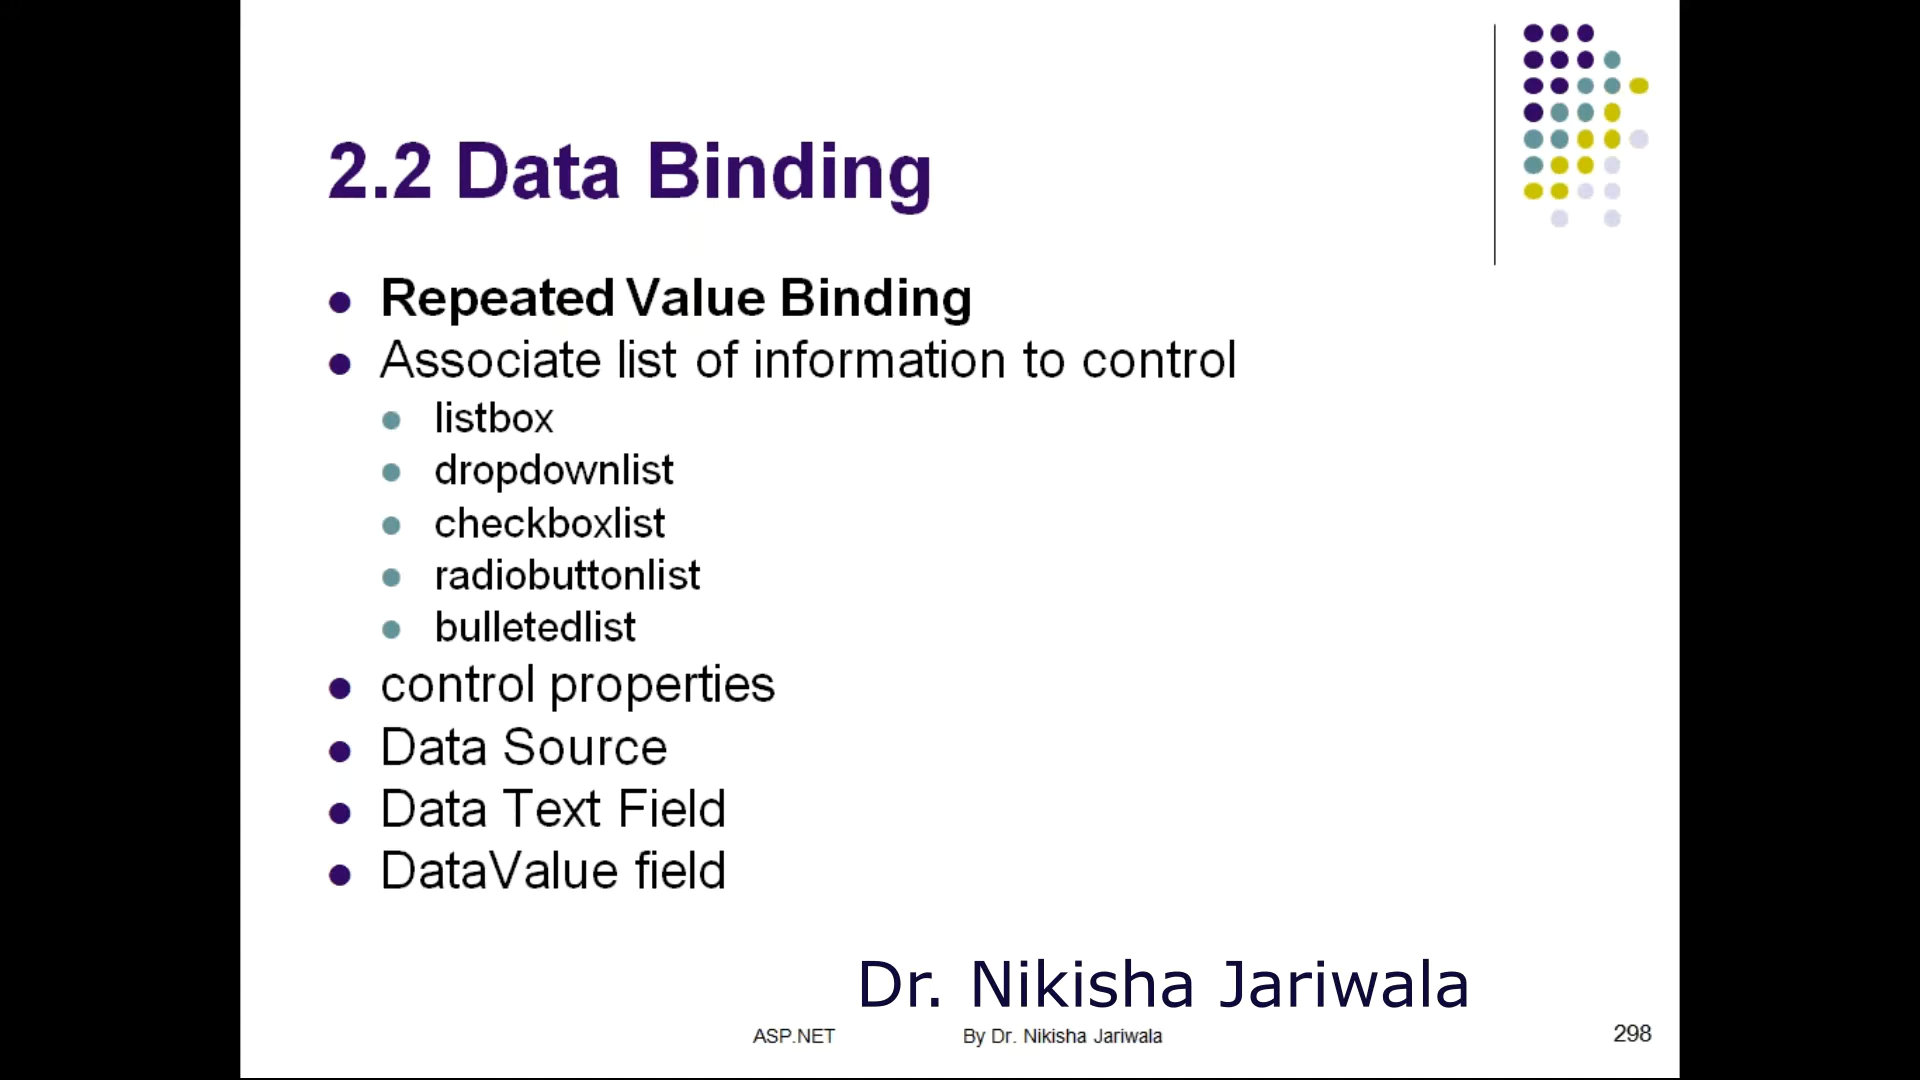 2.2 Data Binding
Repeated Value Binding
Associate list of information to control
listbox
dropdownlist
checkboxlist
radiobuttonlist
bulletedlist
control properties
Data Source
Data Text Field
DataValue field
Dr. Nikisha Jariwala
ASP.NET By Dr. Nikisha Jariwala 298